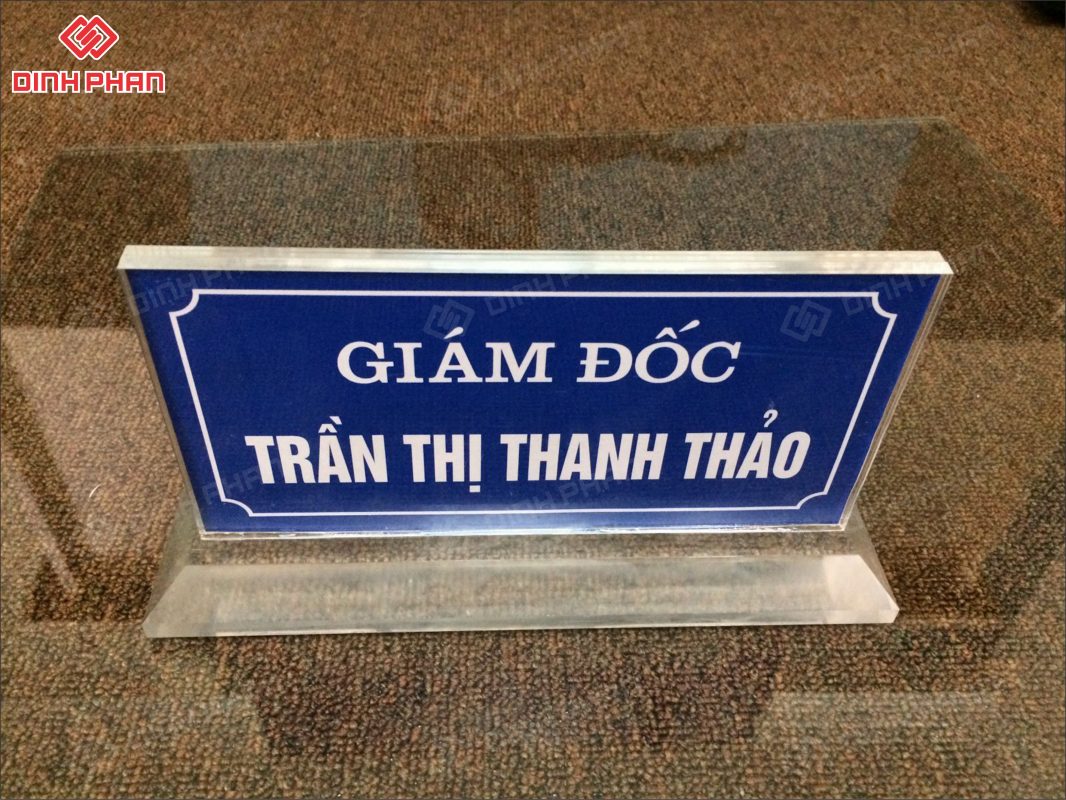 DINH PHAN
GIÁM ĐỐC
TRẦN THỊ THANH THẢO